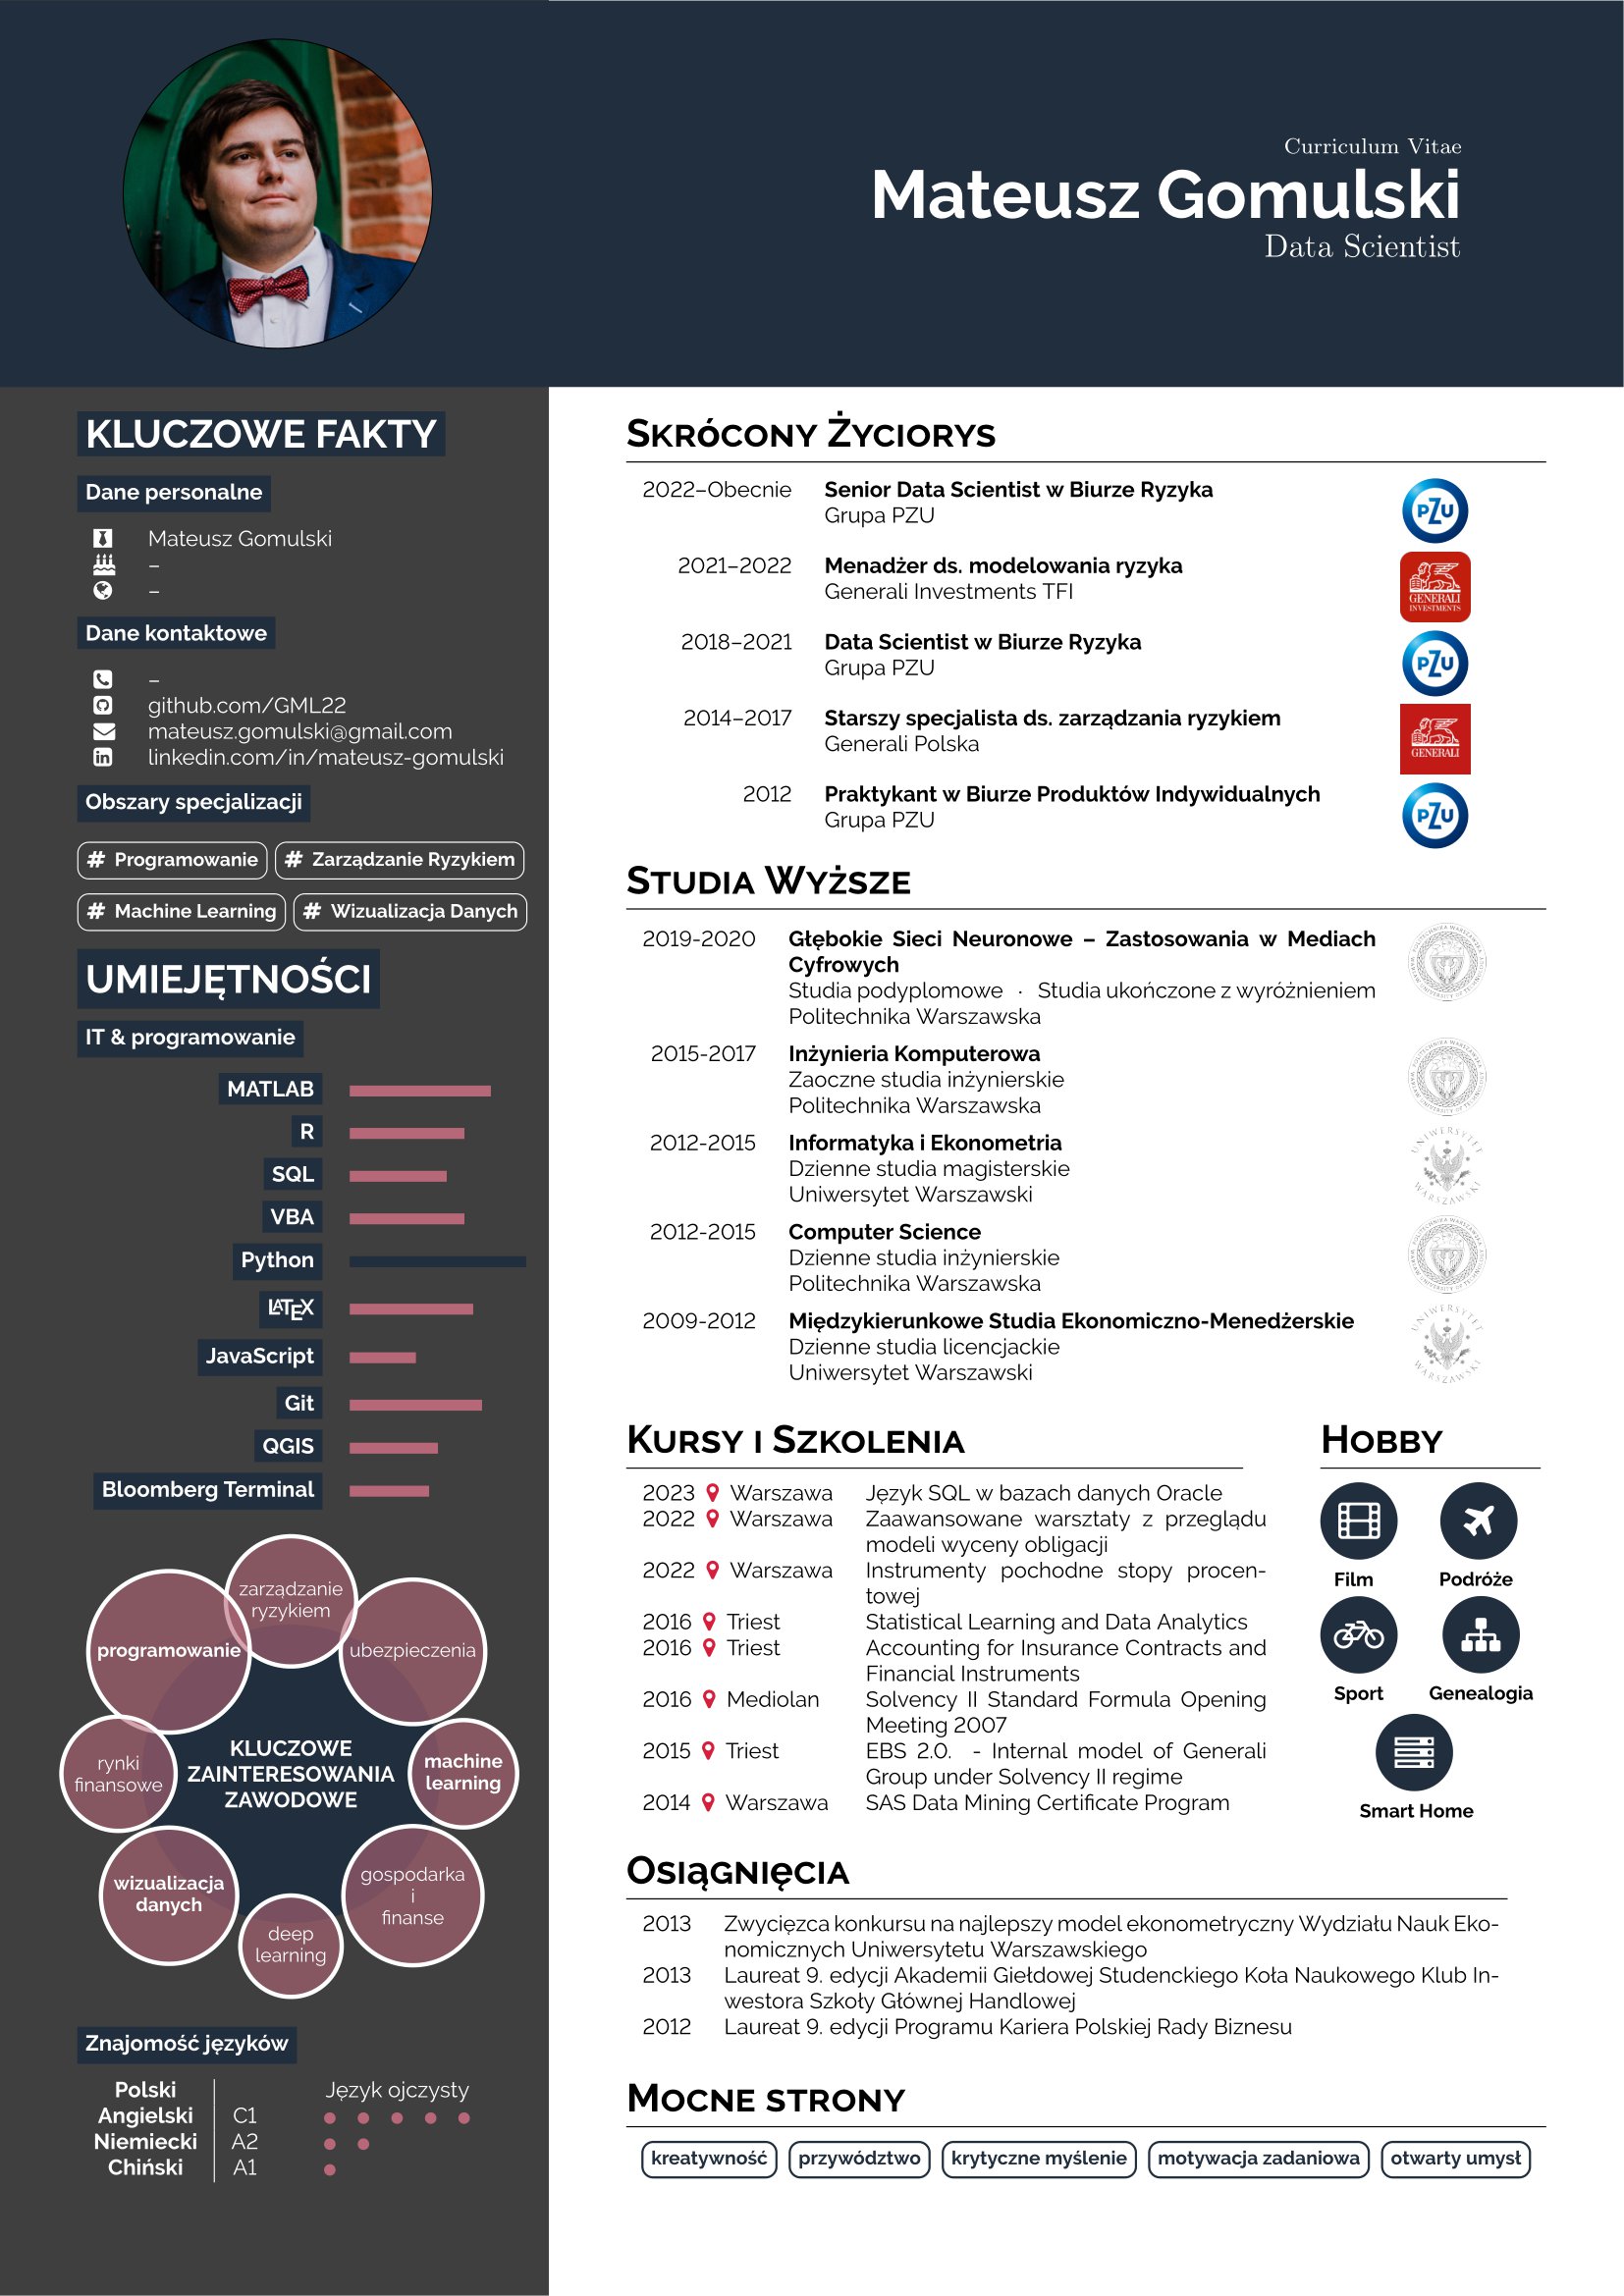 Curriculum Vitae
Mateusz Gomulski
Data Scientist
KLUCZOWE FAKTY
Dane personalne
Mateusz Gomulski
–
–
Dane kontaktowe
–
github.com/GML22
mateusz.gomulski@gmail.com
linkedin.com/in/mateusz-gomulski
Obszary specjalizacji
# Programowanie # Zarządzanie Ryzykiem
# Machine Learning # Wizualizacja Danych
UMIEJĘTNOŚCI
IT & programowanie
MATLAB
R
SQL
VBA
Python
LATEX
JavaScript
Git
QGIS
Bloomberg Terminal
zarządzanie
ryzykiem
programowanie
ubezpieczenia
rynki
finansowe
KLUCZOWE
ZAINTERESOWANIA
ZAWODOWE
machine
learning
wizualizacja
danych
gospodarka
i
finanse
deep
learning
Znajomość języków
Polski Język ojczysty
Angielski C1
Niemiecki A2
Chiński A1
Skrócony Życiorys
2022–Obecnie Senior Data Scientist w Biurze Ryzyka
Grupa PZU
PZU
2021–2022 Menadżer ds. modelowania ryzyka
Generali Investments TFI
GENERALI
INVESTMENTS
2018–2021 Data Scientist w Biurze Ryzyka
Grupa PZU
PZU
2014–2017 Starszy specjalista ds. zarządzania ryzykiem
Generali Polska
GENERALI
2012 Praktykant w Biurze Produktów Indywidualnych
Grupa PZU
PZU
Studia Wyższe
2019-2020 Głębokie Sieci Neuronowe – Zastosowania w Mediach
Cyfrowych
Studia podyplomowe · Studia ukończone z wyróżnieniem
Politechnika Warszawska
2015-2017 Inżynieria Komputerowa
Zaoczne studia inżynierskie
Politechnika Warszawska
2012-2015 Informatyka i Ekonometria
Dzienne studia magisterskie
Uniwersytet Warszawski
UNIWERSYTET
WARSZAWSKI
2012-2015 Computer Science
Dzienne studia inżynierskie
Politechnika Warszawska
2009-2012 Międzykierunkowe Studia Ekonomiczno-Menedżerskie
Dzienne studia licencjackie
Uniwersytet Warszawski
UNIWERSYTET
WARSZAWSKI
Kursy i Szkolenia
2023 Warszawa Język SQL w bazach danych Oracle
2022 Warszawa Zaawansowane warsztaty z przeglądu
modeli wyceny obligacji
2022 Warszawa Instrumenty pochodne stopy procen-
towej
2016 Triest Statistical Learning and Data Analytics
2016 Triest Accounting for Insurance Contracts and
Financial Instruments
2016 Mediolan Solvency II Standard Formula Opening
Meeting 2007
2015 Triest EBS 2.0. - Internal model of Generali
Group under Solvency II regime
2014 Warszawa SAS Data Mining Certificate Program
Hobby
Film Podróże
Sport Genealogia
Smart Home
Osiągnięcia
2013 Zwycięzca konkursu na najlepszy model ekonometryczny Wydziału Nauk Eko-
nomicznych Uniwersytetu Warszawskiego
2013 Laureat 9. edycji Akademii Giełdowej Studenckiego Koła Naukowego Klub In-
westora Szkoły Głównej Handlowej
2012 Laureat 9. edycji Programu Kariera Polskiej Rady Biznesu
Mocne strony
kreatywność przywództwo krytyczne myślenie motywacja zadaniowa otwarty umysł